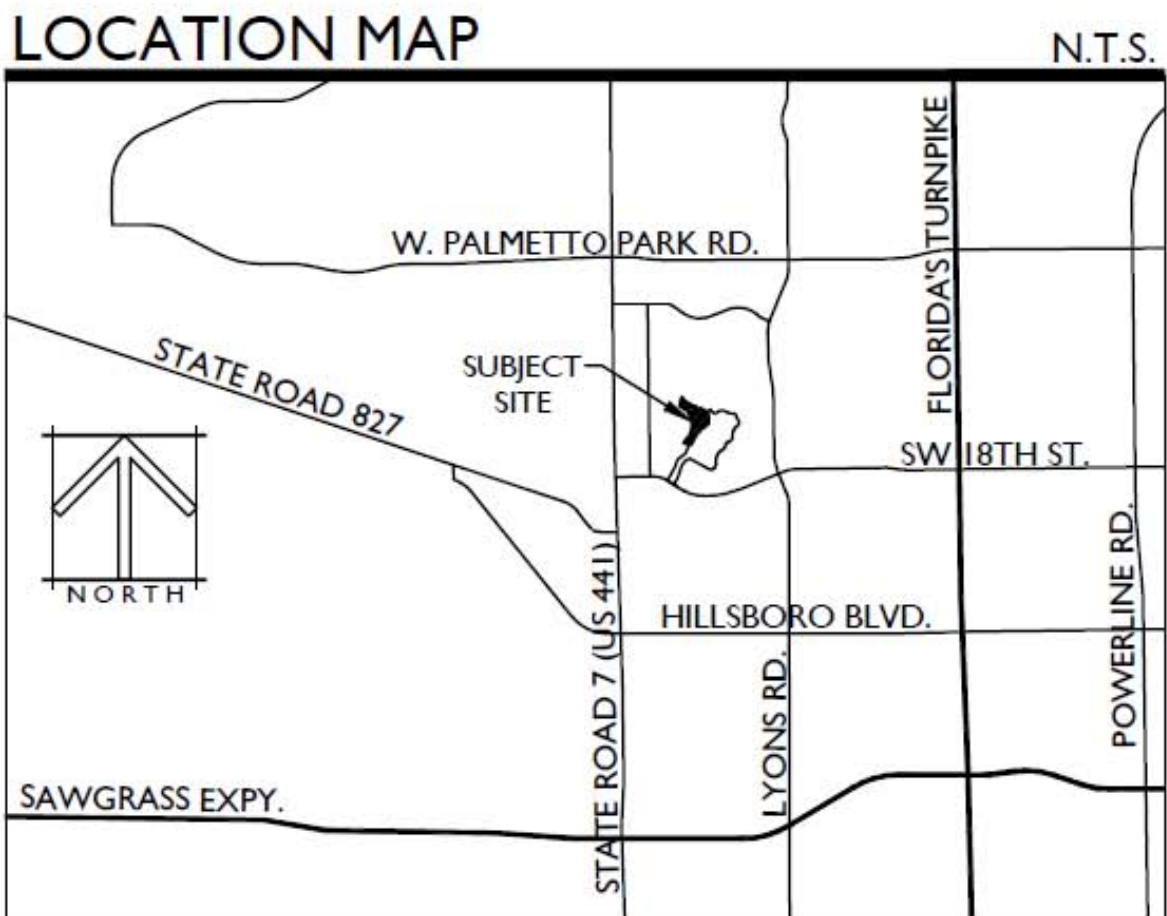 LOCATION MAP
N.T.S.
FLORIDA'S TURNPIKE
W. PALMETTO PARK RD.
STATE ROAD 827
SUBJECT
SITE
SW 18TH ST.
NORTH
POWERLINE RD.
STATE ROAD 7 (US 441)
HILLSBORO BLVD.
LYONS RD.
SAWGRASS EXPY.